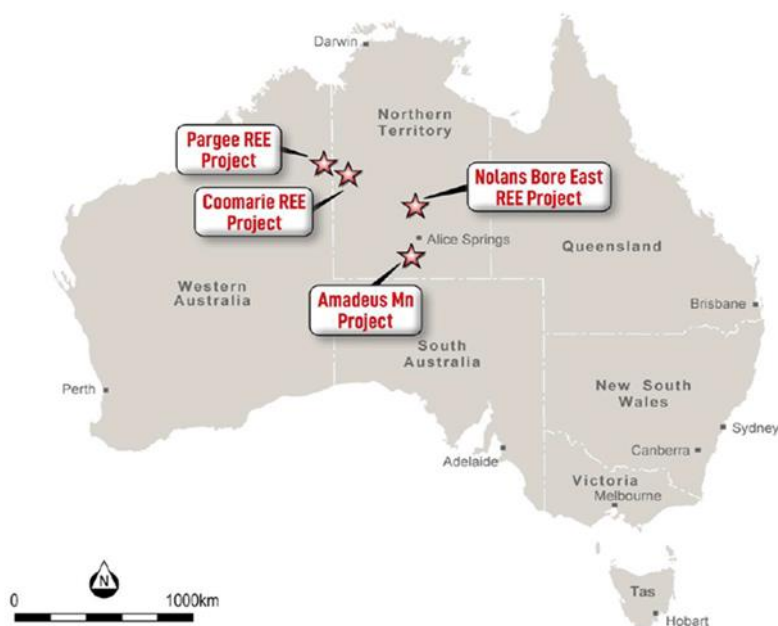 Darwin
Northern
Territory
Pargee REE
Project
Coomarie REE
Project
Nolans Bore East
REE Project
Alice Springs
Queensland
Western
Australia
Amadeus Mn
Project
Brisbane
South
Australia
Perth
New South
Wales
Sydney
Canberra
Adelaide
Victoria
Melbourne
N
0 1000km
Tas
Hobart